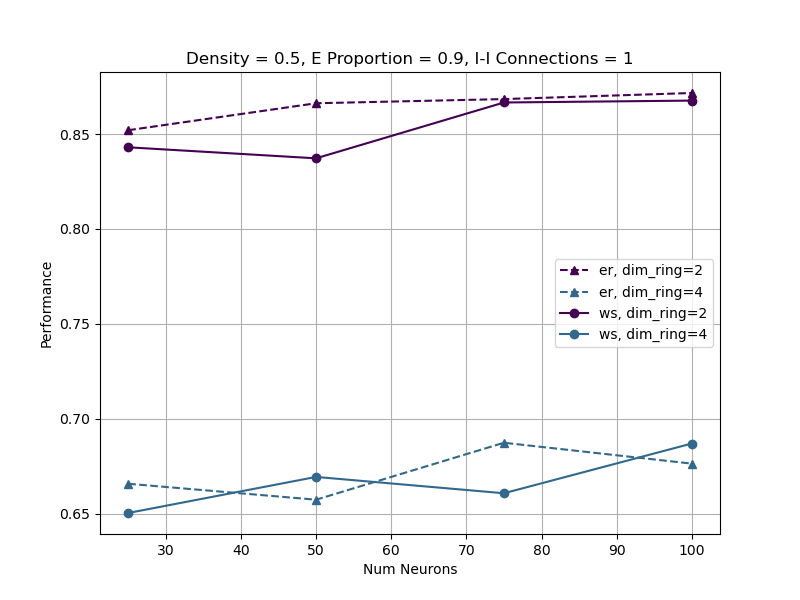 Density = 0.5, E Proportion = 0.9, I-I Connections = 1
Performance
0.85
0.80
0.75
0.70
0.65
er, dim_ring=2
er, dim_ring=4
ws, dim_ring=2
ws, dim_ring=4
30 40 50 60 70 80 90 100
Num Neurons